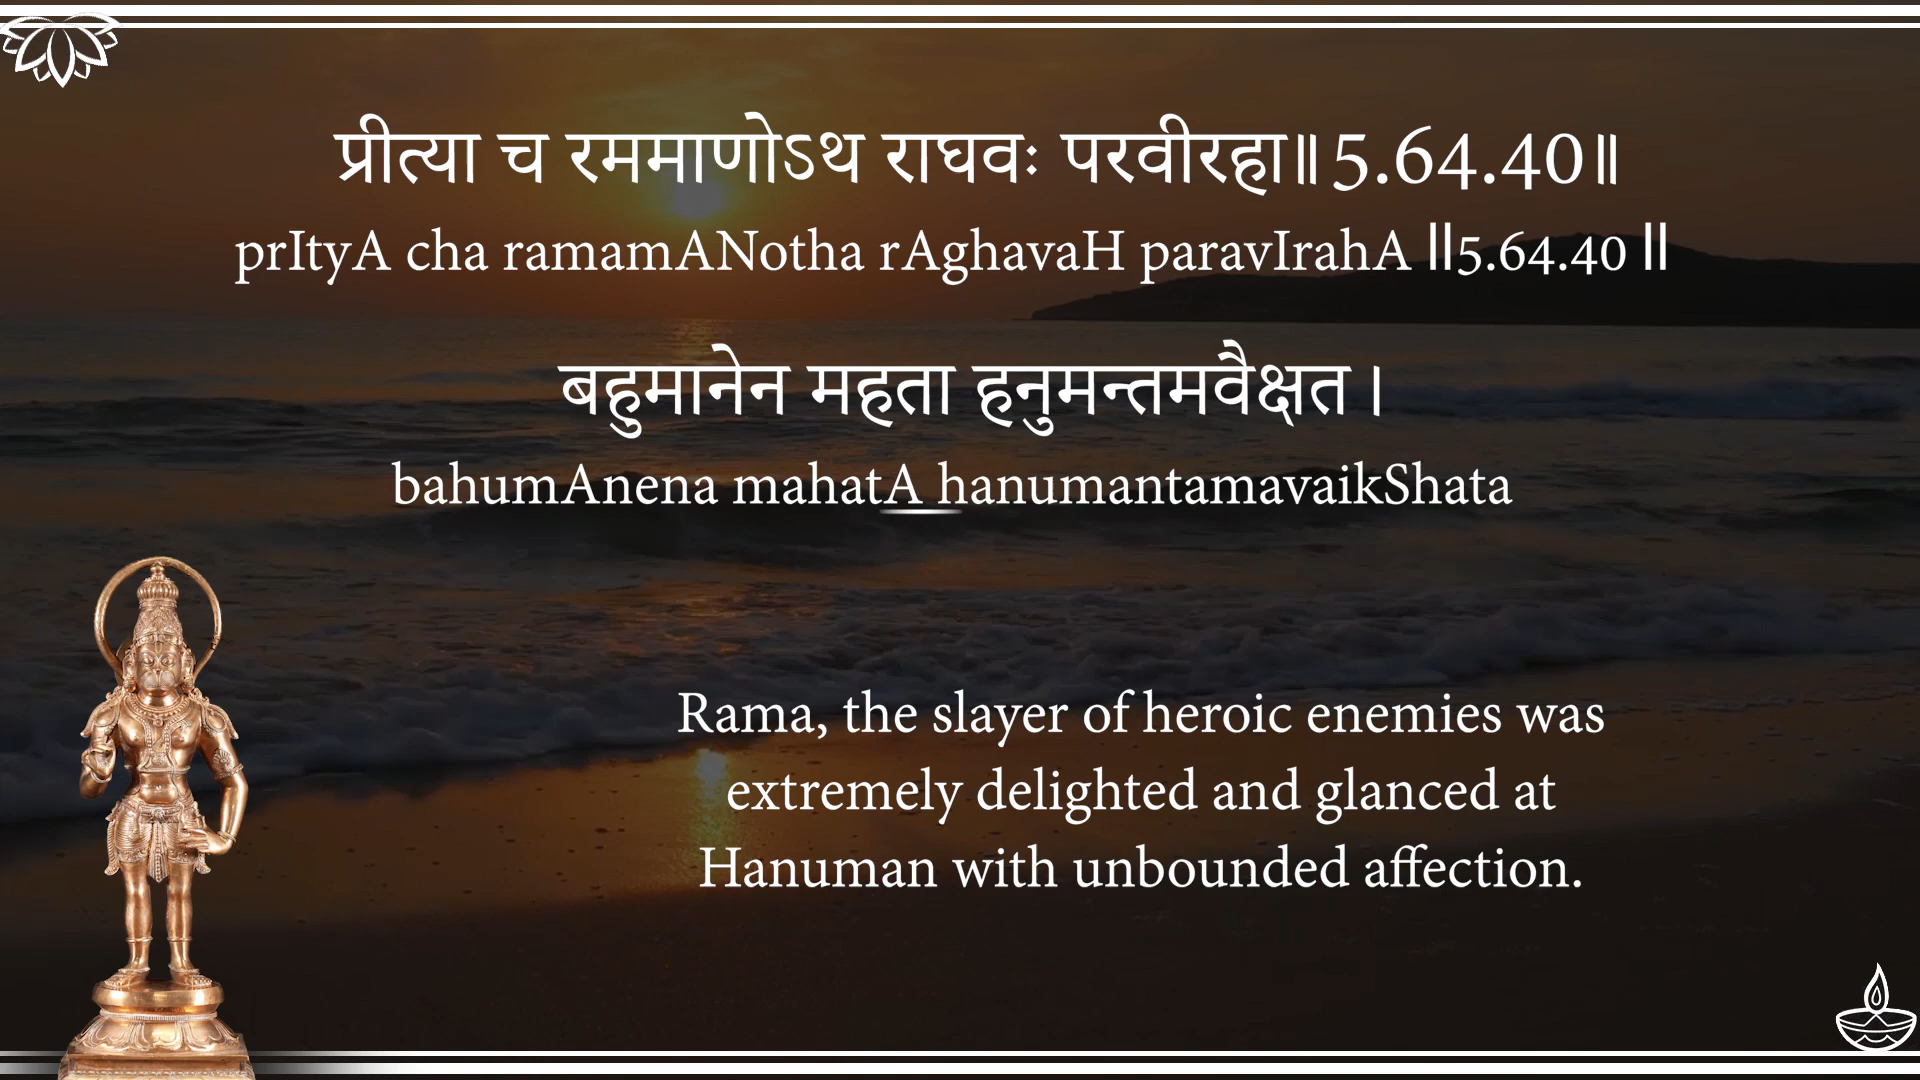 प्रीत्या च रममाणोऽथ राघवः परवीरहा॥5.64.40॥
prItyA cha ramamANotha rAghavaH paravIrahA ॥5.64.40 ॥
बहुमानेन महता हनुमन्तमवैक्षत।
bahumAnena mahatA hanumantamavaikShata
Rama, the slayer of heroic enemies was
extremely delighted and glanced at
Hanuman with unbounded affection.